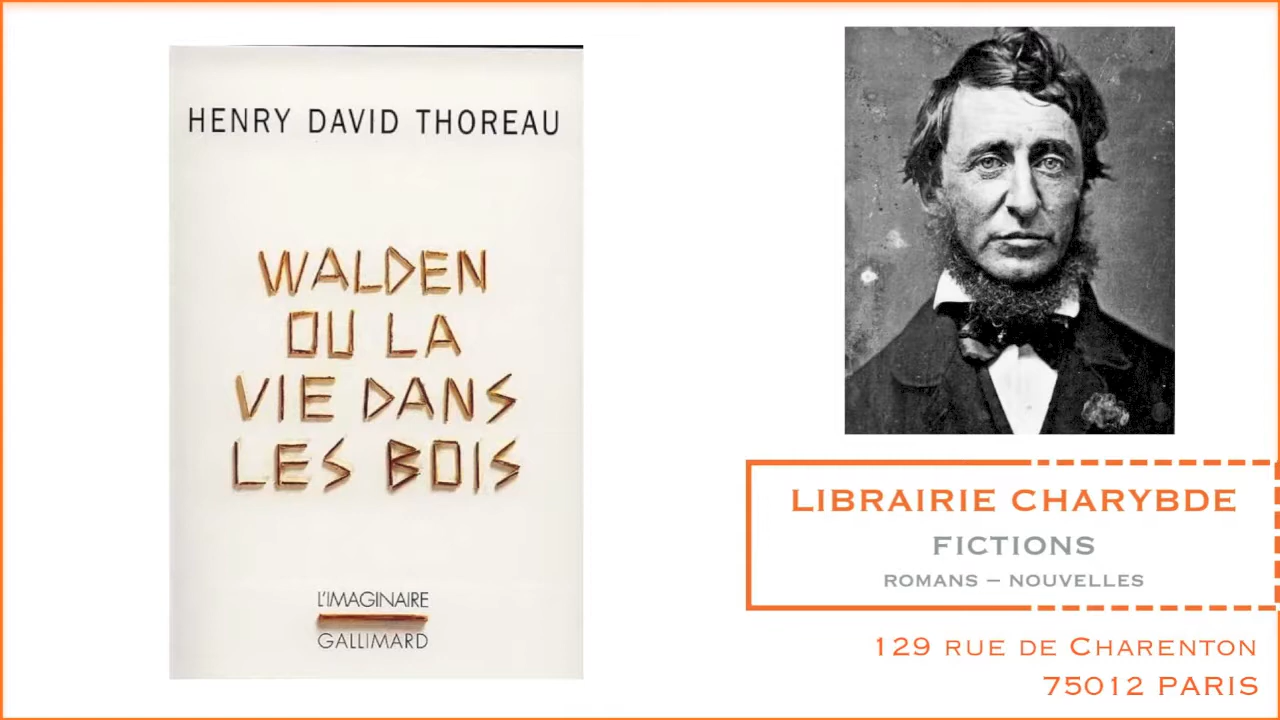 HENRY DAVID THOREAU
WALDEN
OU LA
VIE DANS
LES BOIS
L'IMAGINAIRE
GALLIMARD
LIBRAIRIE CHARYBDE
FICTIONS
ROMANS – NOUVELLES
129 RUE DE CHARENTON
75012 PARIS